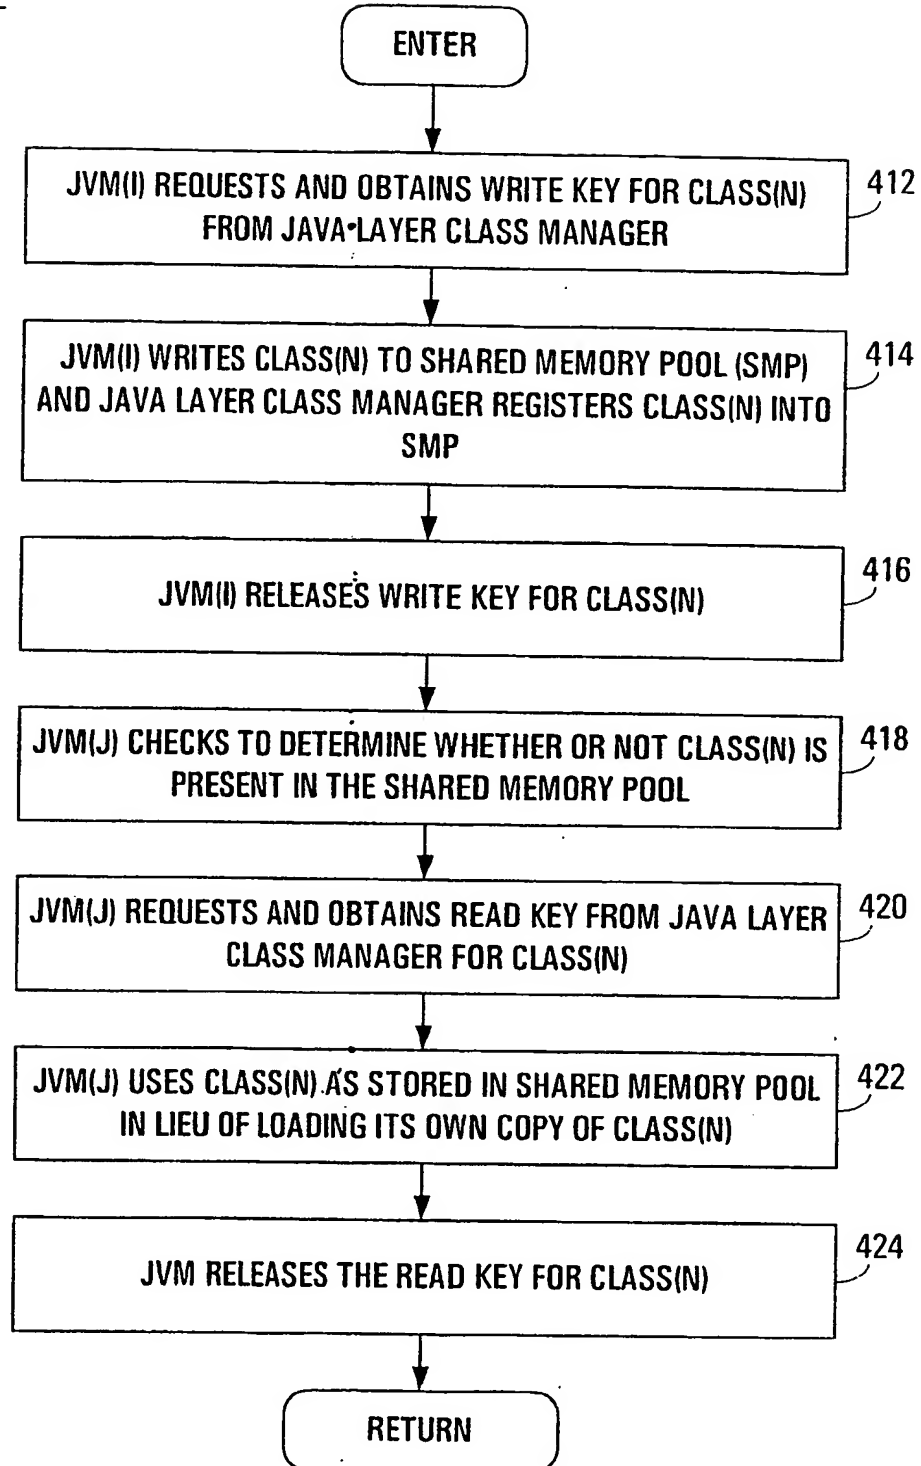 ENTER
JVM(I) REQUESTS AND OBTAINS WRITE KEY FOR CLASS(N)
FROM JAVA LAYER CLASS MANAGER
412
JVM(I) WRITES CLASS(N) TO SHARED MEMORY POOL (SMP)
AND JAVA LAYER CLASS MANAGER REGISTERS CLASS(N) INTO
SMP
414
JVM(I) RELEASES WRITE KEY FOR CLASS(N)
416
JVM(J) CHECKS TO DETERMINE WHETHER OR NOT CLASS(N) IS
PRESENT IN THE SHARED MEMORY POOL
418
JVM(J) REQUESTS AND OBTAINS READ KEY FROM JAVA LAYER
CLASS MANAGER FOR CLASS(N)
420
JVM(J) USES CLASS(N) AS STORED IN SHARED MEMORY POOL
IN LIEU OF LOADING ITS OWN COPY OF CLASS(N)
422
JVM RELEASES THE READ KEY FOR CLASS(N)
424
RETURN